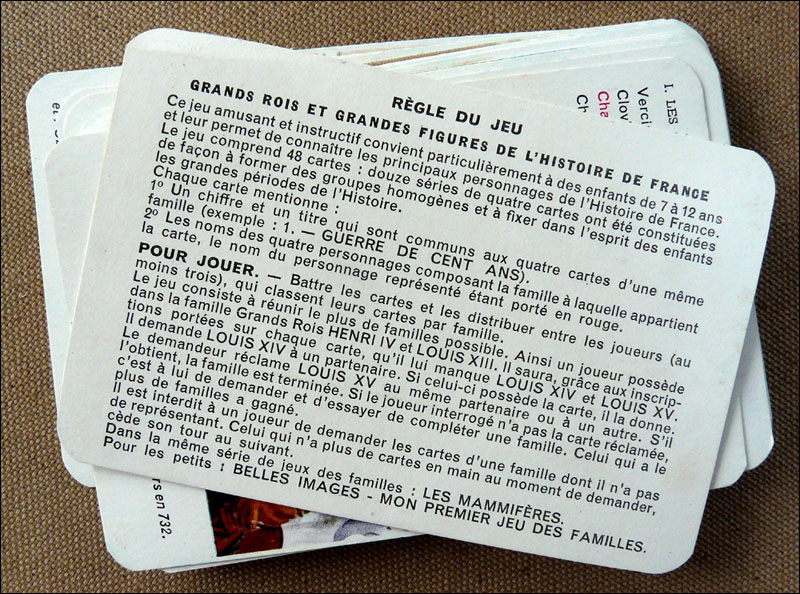 RÈGLE DU JEU
GRANDS ROIS ET GRANDES FIGURES DE L'HISTOIRE DE FRANCE
Ce jeu amusant et instructif convient particulièrement à des enfants de 7 à 12 ans
et leur permet de connaître les principaux personnages de l'Histoire de France.
Le jeu comprend 48 cartes : douze séries de quatre cartes ont été constituées
de façon à former des groupes homogènes et à fixer dans l'esprit des enfants
les grandes périodes de l'Histoire.
Chaque carte mentionne :
1° Un chiffre et un titre qui sont communs aux quatre cartes d'une même
famille (exemple : 1. — GUERRE DE CENT ANS).
2° Les noms des quatre personnages composant la famille à laquelle appartient
la carte, le nom du personnage représenté étant porté en rouge.
POUR JOUER. — Battre les cartes et les distribuer entre les joueurs (au
moins trois), qui classent leurs cartes par famille.
Le jeu consiste à réunir le plus de familles possible. Ainsi un joueur possède
dans la famille Grands Rois HENRI IV et LOUIS XIII. Il saura, grâce aux inscrip-
tions portées sur chaque carte, qu'il lui manque LOUIS XIV et LOUIS XV.
Il demande LOUIS XIV à un partenaire. Si celui-ci possède la carte, il la donne.
Le demandeur réclame LOUIS XV au même partenaire ou à un autre. S'il
l'obtient, la famille est terminée. Si le joueur interrogé n'a pas la carte réclamée,
c'est à lui de demander et d'essayer de compléter une famille. Celui qui a le
plus de familles a gagné.
Il est interdit à un joueur de demander les cartes d'une famille dont il n'a pas
de représentant. Celui qui n'a plus de cartes en main au moment de demander,
cède son tour au suivant.
Dans la même série de jeux des familles : LES MAMMIFÈRES.
Pour les petits : BELLES IMAGES - MON PREMIER JEU DES FAMILLES.
I. LES
Verci
Clovi
Cha
Ch
rs en 732.